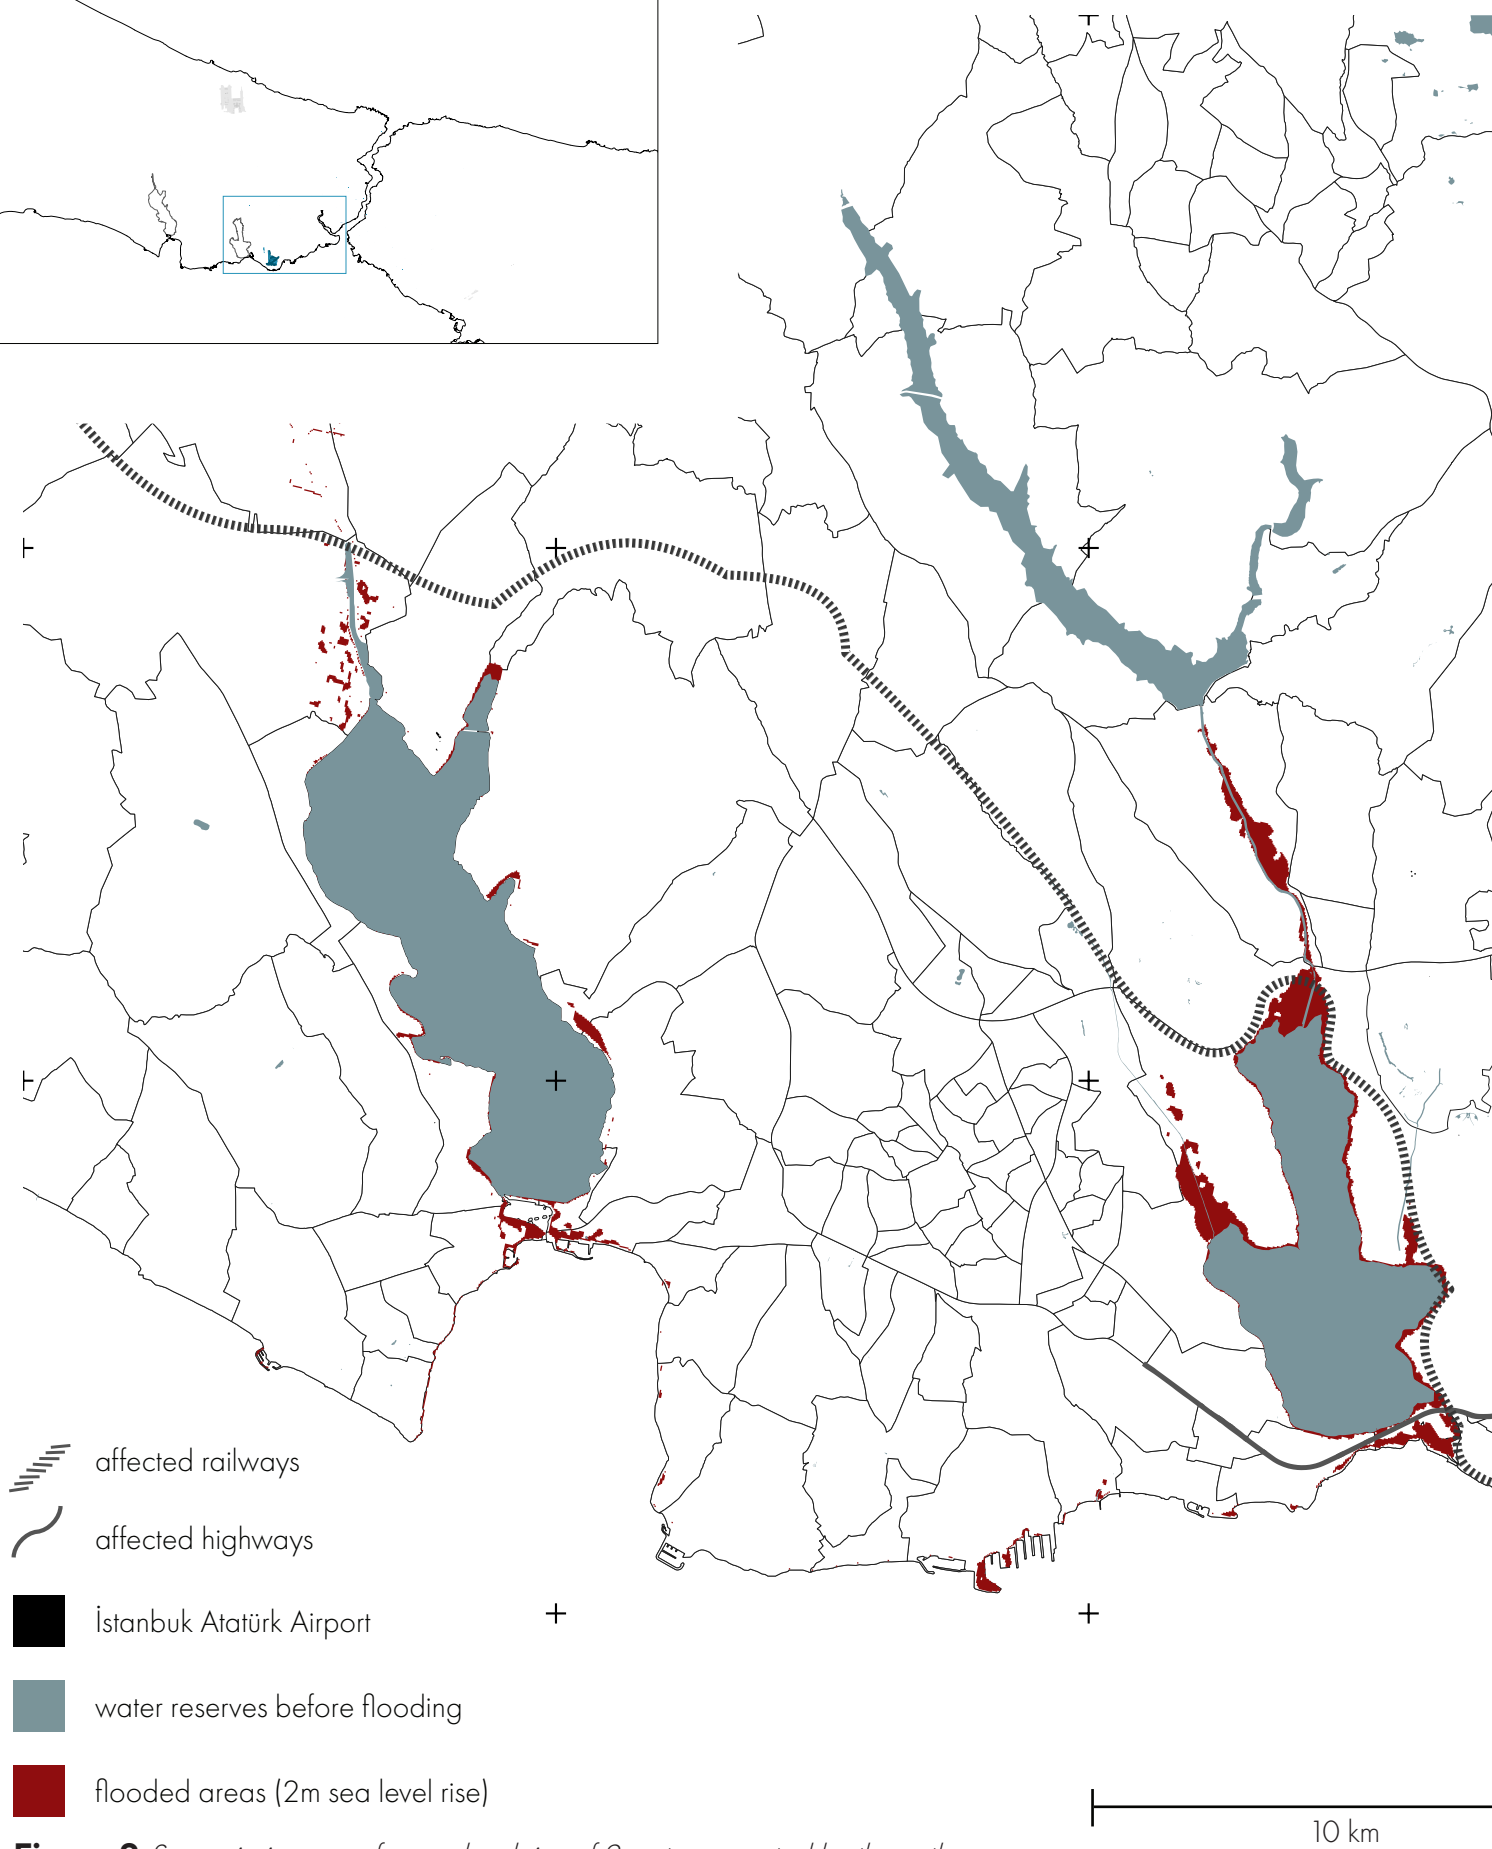 affected railways
affected highways
İstanbuk Atatürk Airport
water reserves before flooding
flooded areas (2m sea level rise)
10 km